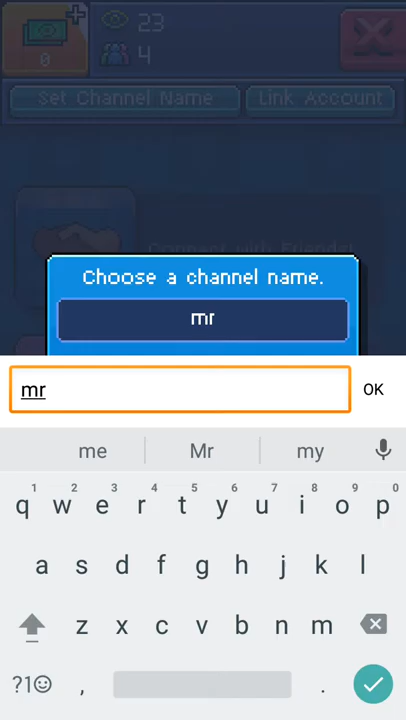 23
0
4
Set Channel Name Link Account
Connect with Friends!
Choose a channel name.
mr
mr OK
me Mr my
1 2 3 4 5 6 7 8 9 0
q w e r t y u i o p
a s d f g h j k l
z x c v b n m
?1 , .